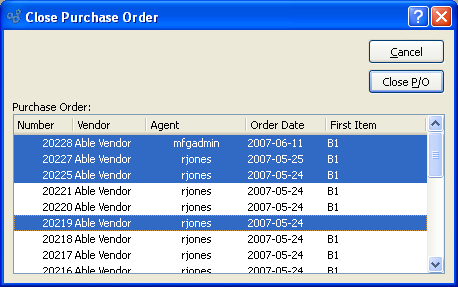 Close Purchase Order
Cancel
Close P/O
Purchase Order:
Number Vendor Agent Order Date First Item
20228 Able Vendor mfgadmin 2007-06-11 B1
20227 Able Vendor rjones 2007-05-25 B1
20225 Able Vendor rjones 2007-05-24 B1
20221 Able Vendor rjones 2007-05-24 B1
20220 Able Vendor rjones 2007-05-24 B1
20219 Able Vendor rjones 2007-05-24
20218 Able Vendor rjones 2007-05-24 B1
20217 Able Vendor rjones 2007-05-24 B1
20216 Able Vendor rjones 2007-05-24 B1